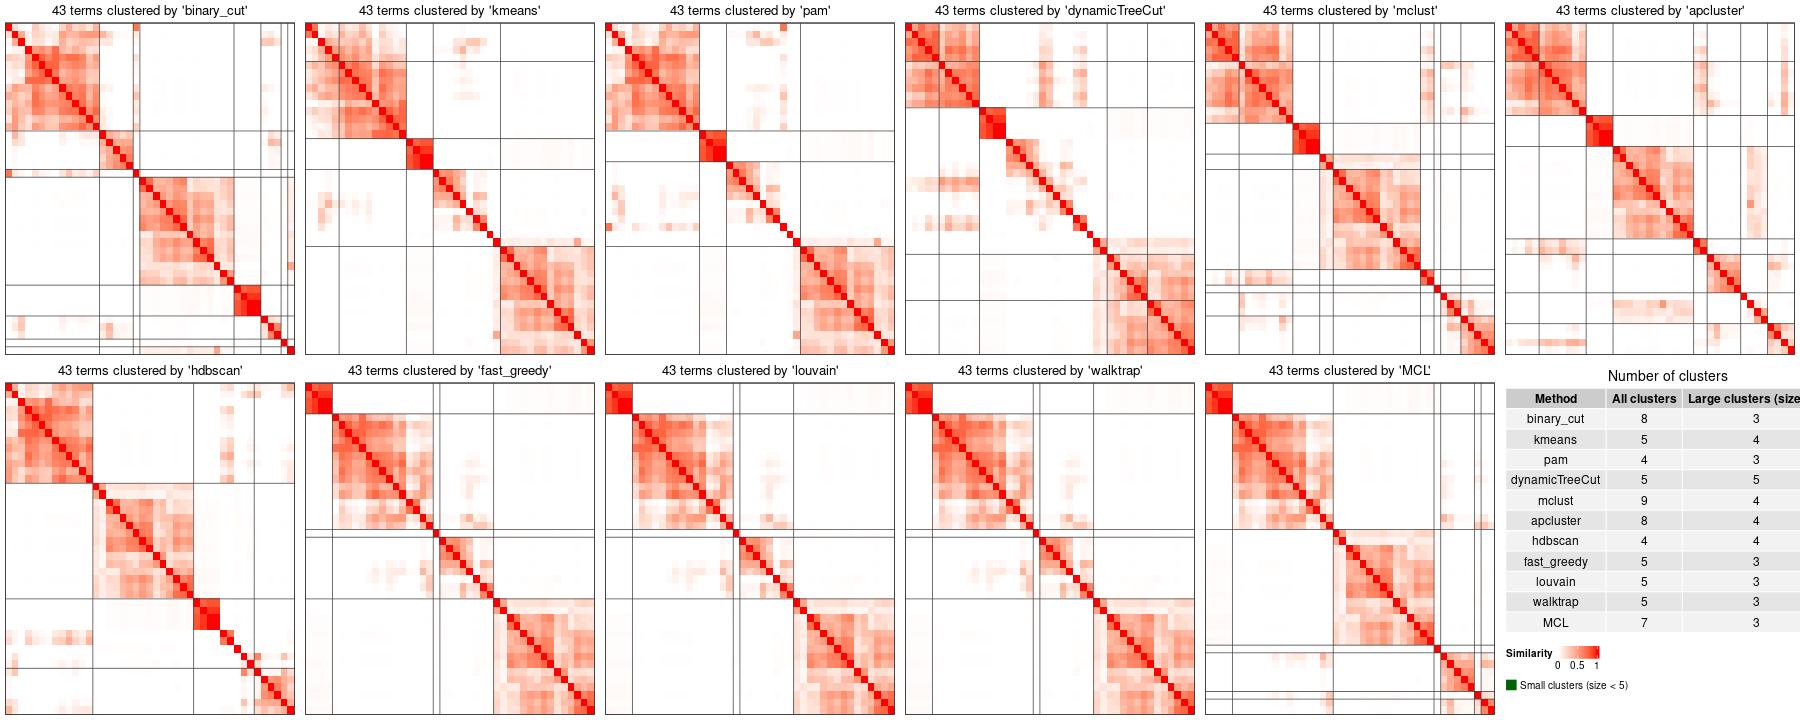 43 terms clustered by 'binary_cut'
43 terms clustered by 'kmeans'
43 terms clustered by 'pam'
43 terms clustered by 'dynamicTreeCut'
43 terms clustered by 'mclust'
43 terms clustered by 'apcluster'
43 terms clustered by 'hdbscan'
43 terms clustered by 'fast_greedy'
43 terms clustered by 'louvain'
43 terms clustered by 'walktrap'
43 terms clustered by 'MCL'
Number of clusters
Method All clusters Large clusters (size
binary_cut 8 3
kmeans 5 4
pam 4 3
dynamicTreeCut 5 5
mclust 9 4
apcluster 8 4
hdbscan 4 4
fast_greedy 5 3
louvain 5 3
walktrap 5 3
MCL 7 3
Similarity
0 0.5 1
Small clusters (size < 5)